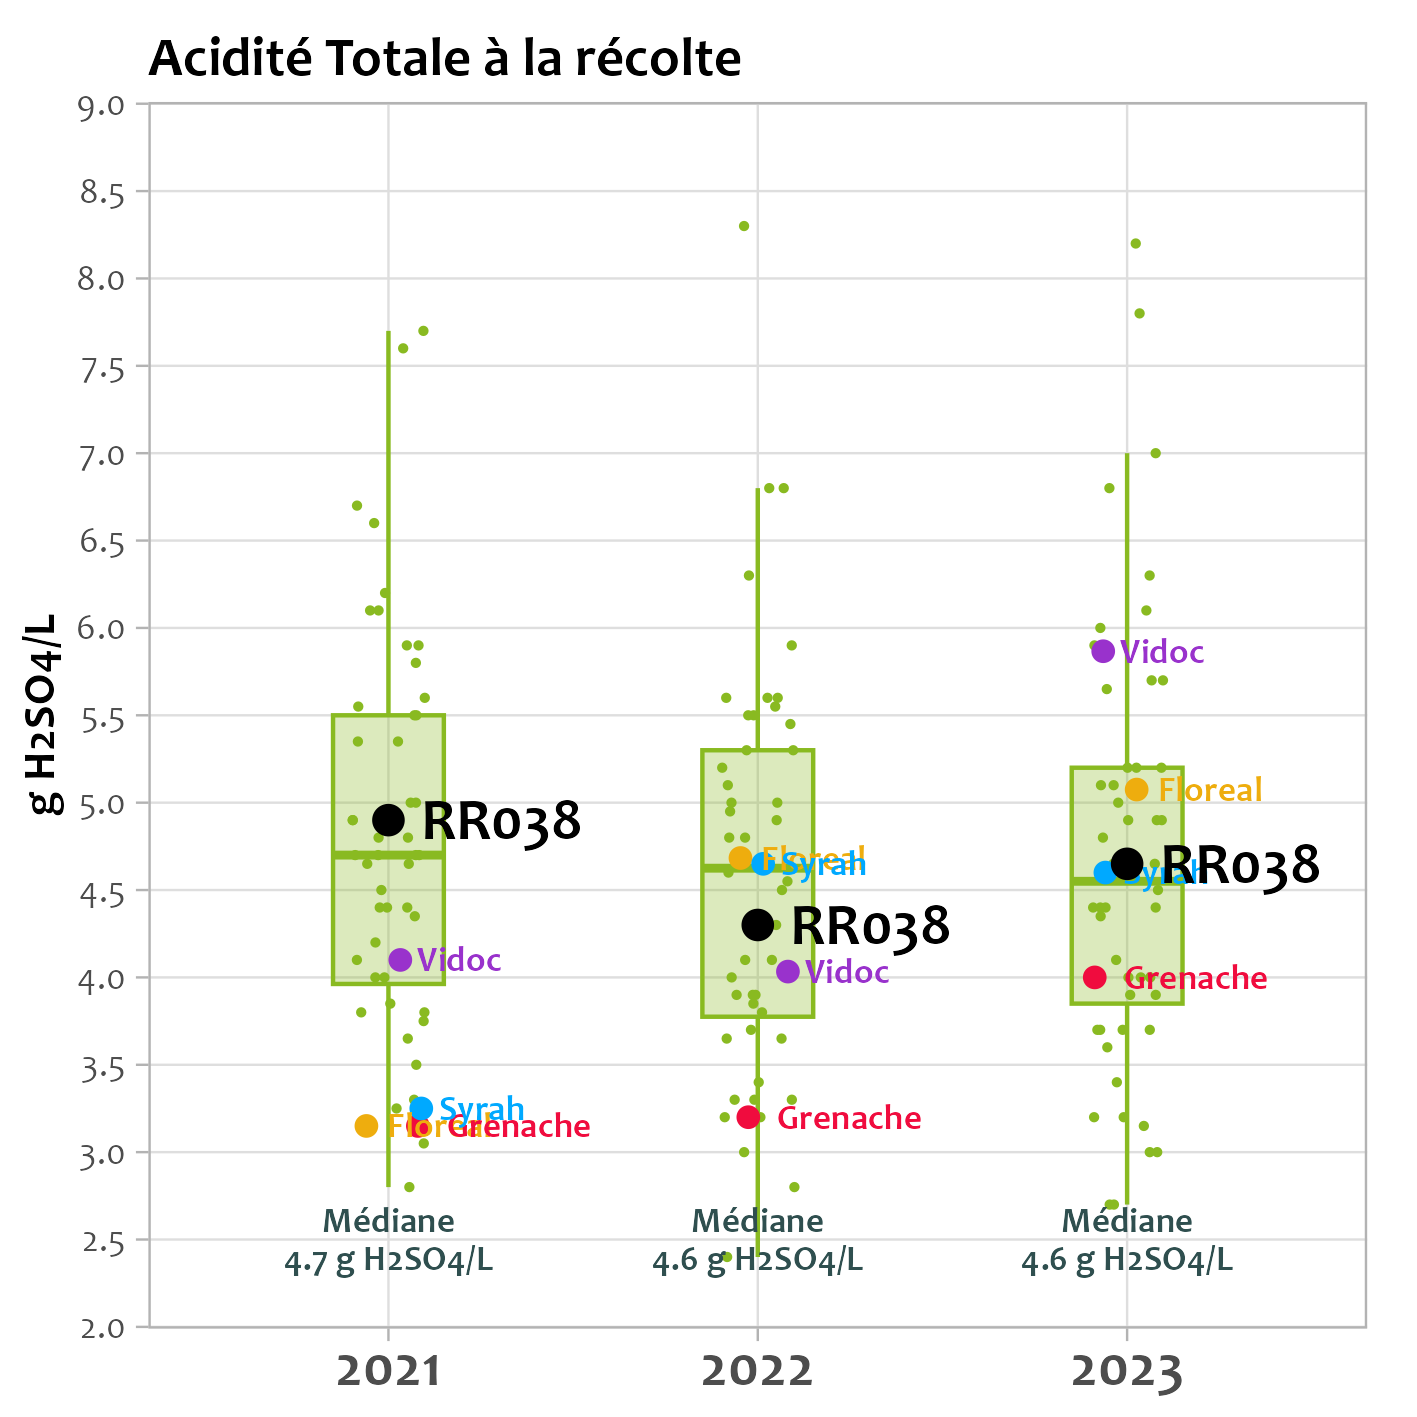 Acidité Totale à la récolte
g H2SO4/L
9.0
8.5
8.0
7.5
7.0
6.5
6.0
5.5
5.0
4.5
4.0
3.5
3.0
2.5
2.0
RR038
Vidoc
Syrah
Floreal
Grenache
Médiane
4.7 g H2SO4/L
Floreal
Syrah
RR038
Vidoc
Grenache
Médiane
4.6 g H2SO4/L
Vidoc
Floreal
RR038
Syrah
Grenache
Médiane
4.6 g H2SO4/L
2021
2022
2023